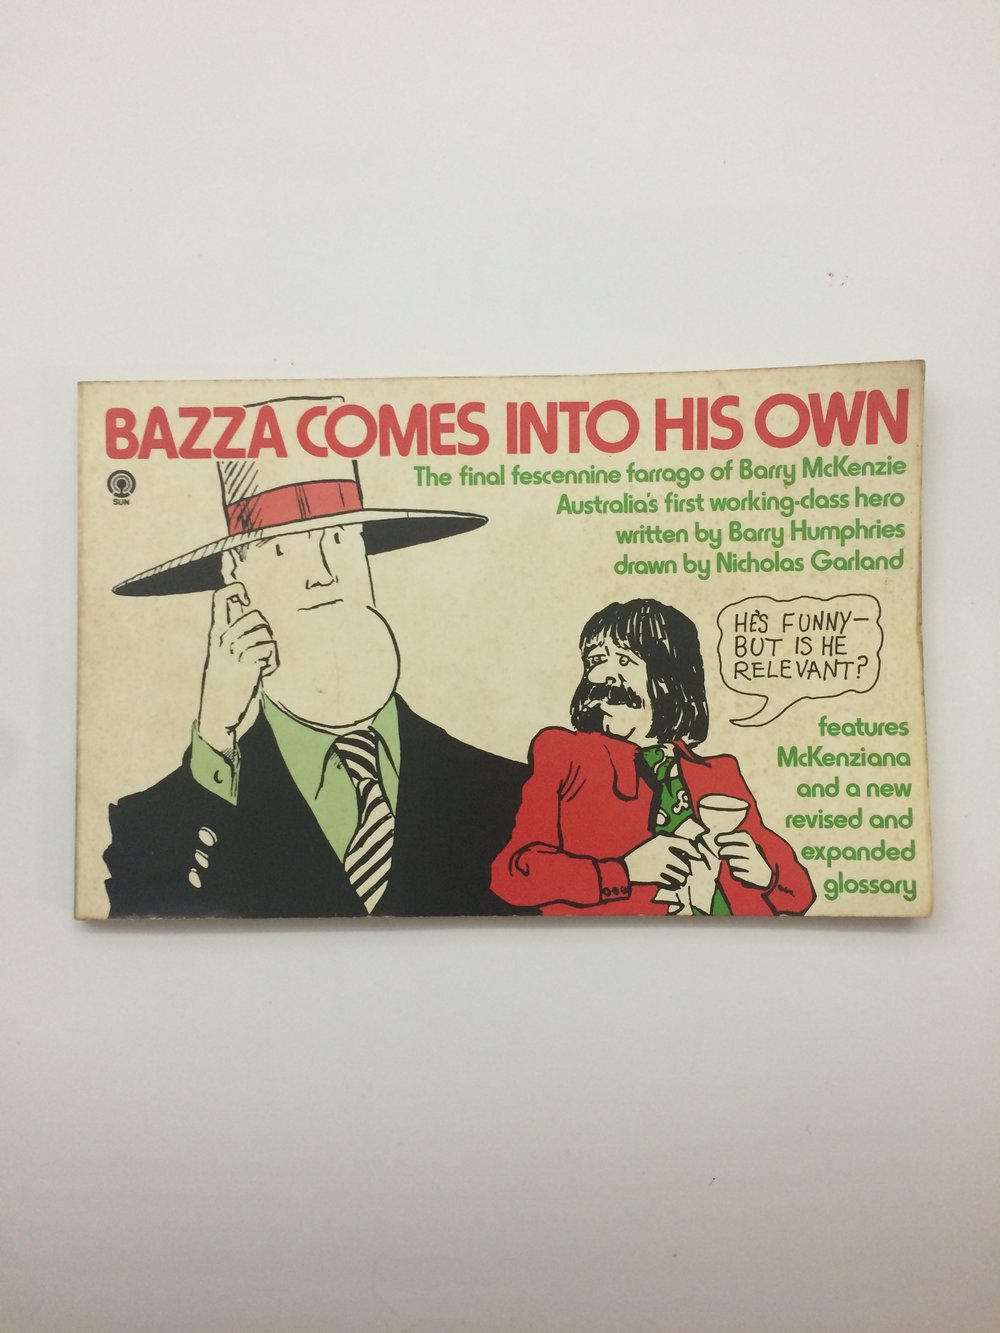 BAZZA COMES INTO HIS OWN
SUN
The final fescennine farrago of Barry McKenzie
Australia's first working-class hero
written by Barry Humphries
drawn by Nicholas Garland
HE'S FUNNY—
BUT IS HE
RELEVANT?
features
McKenziana
and a new
revised and
expanded
glossary